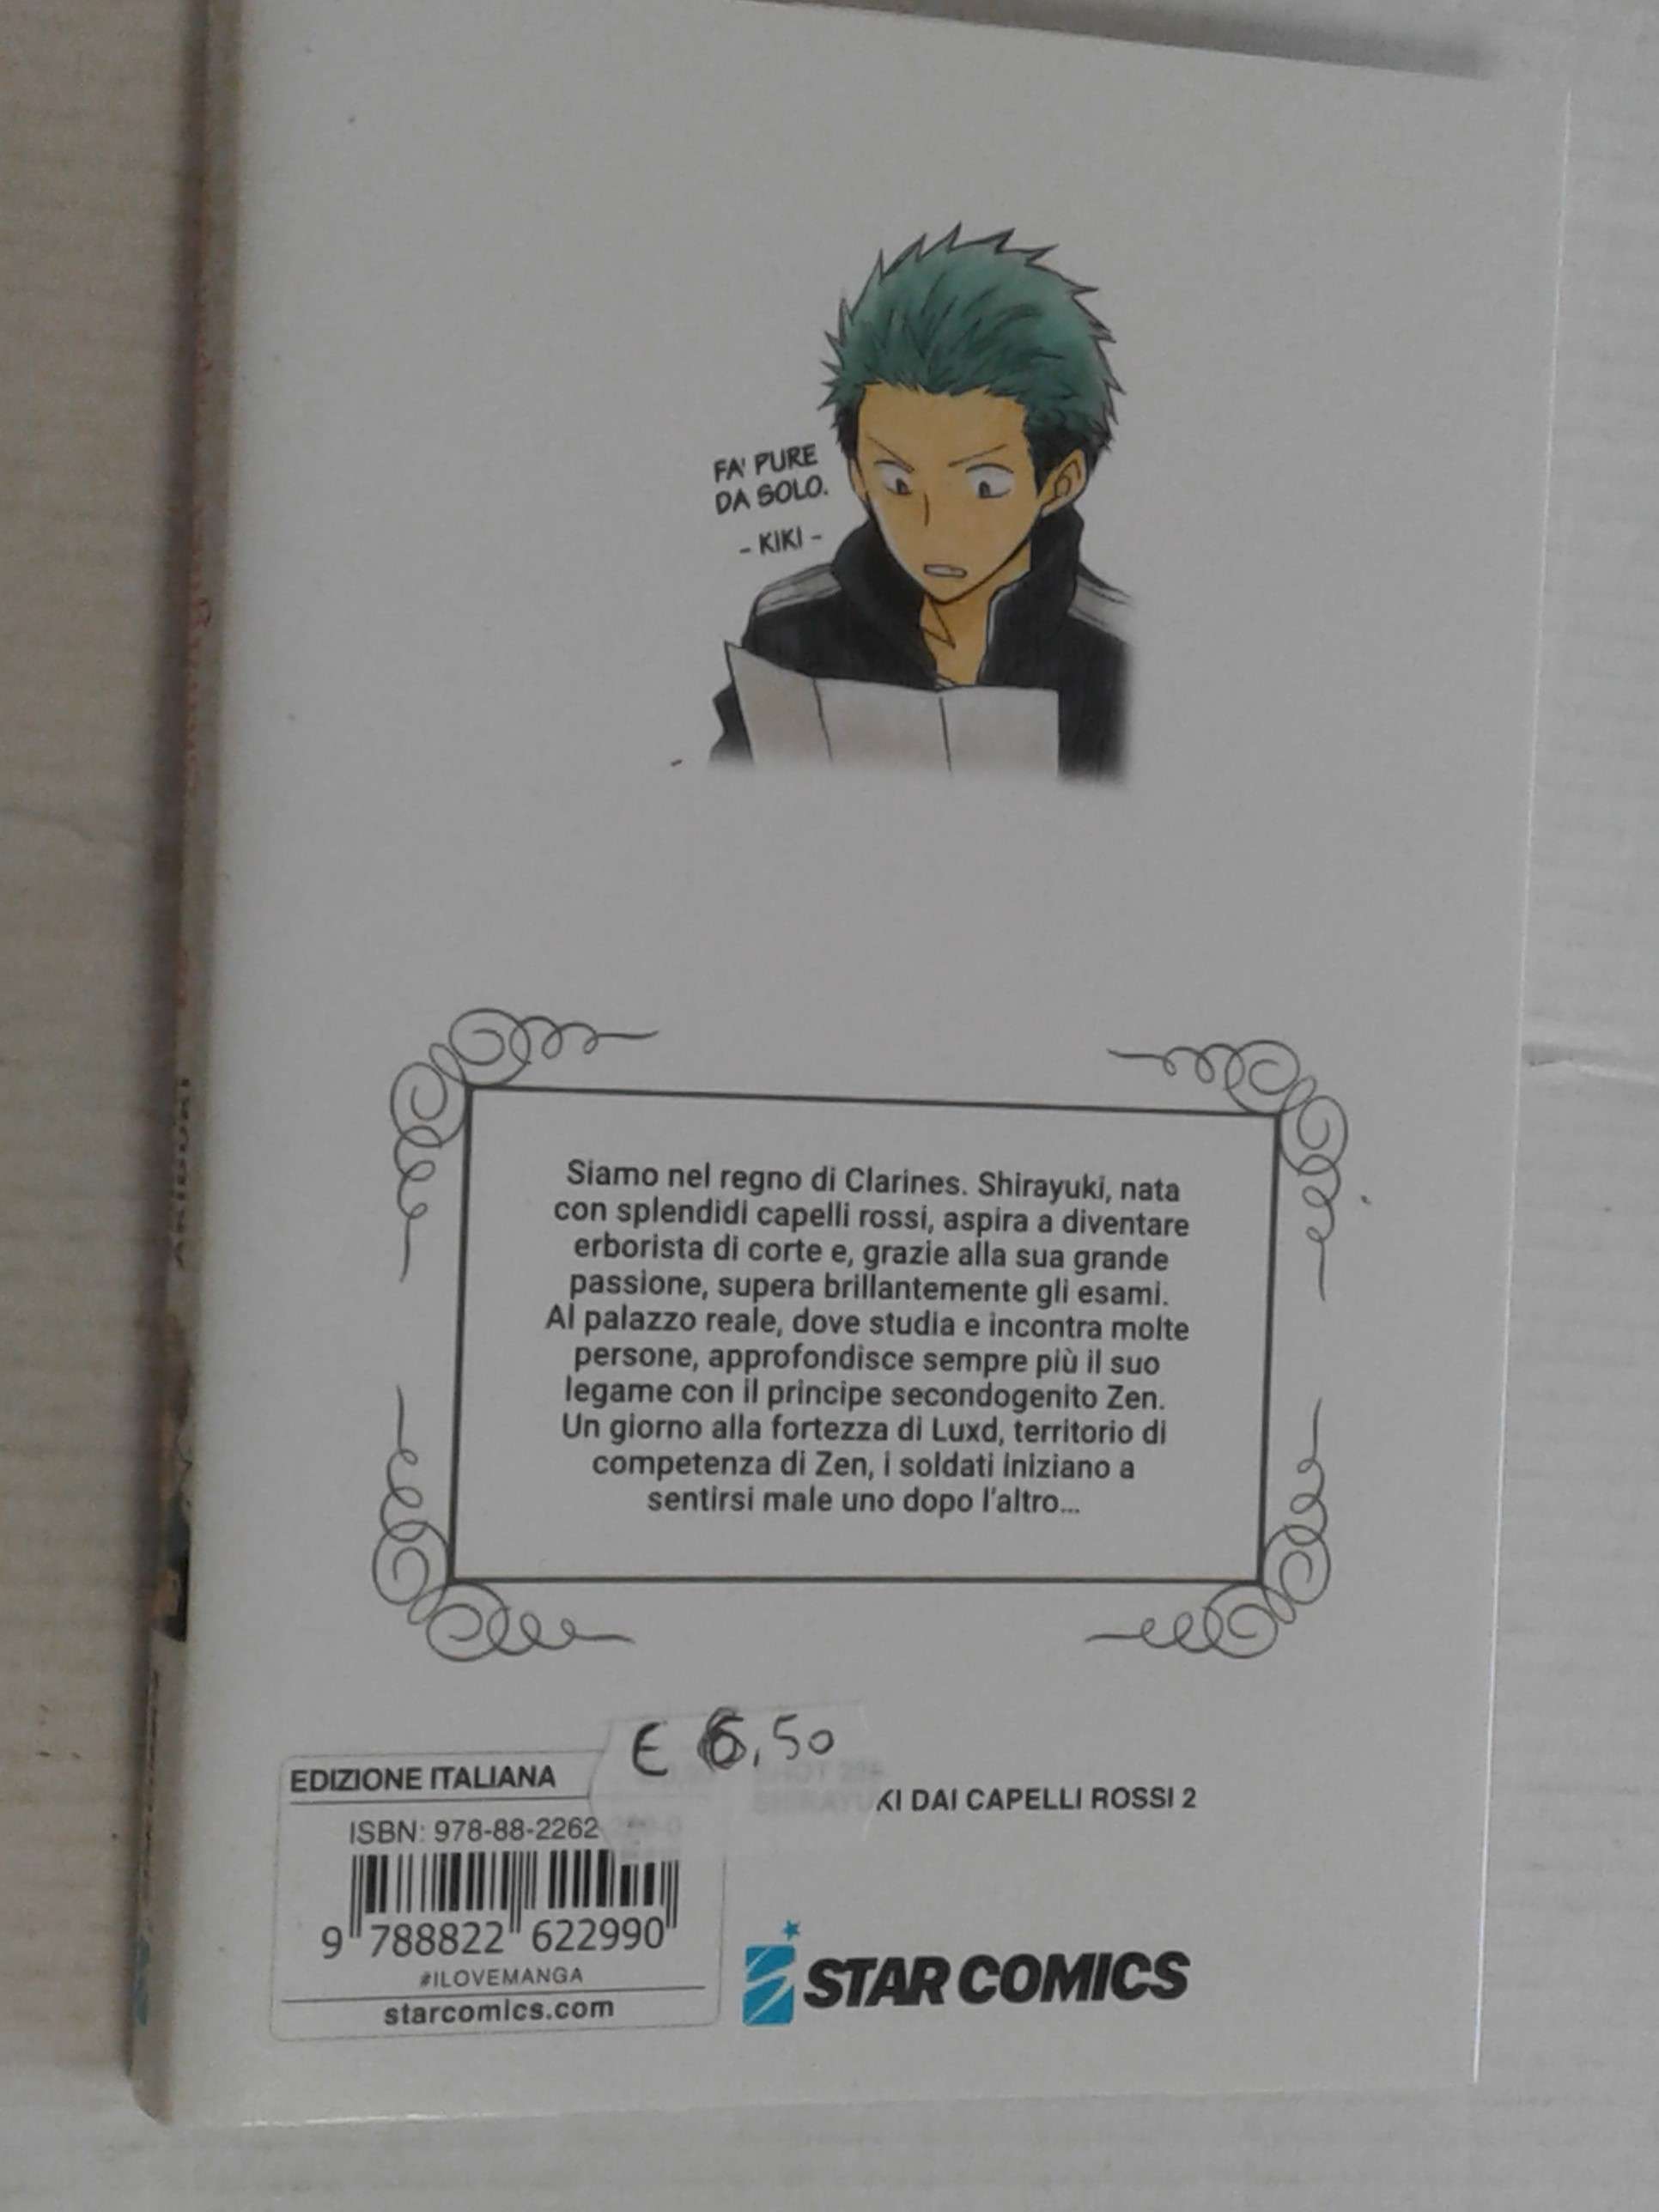 FA' PURE
DA SOLO.
- KIKI -
Siamo nel regno di Clarines. Shirayuki, nata
con splendidi capelli rossi, aspira a diventare
erborista di corte e, grazie alla sua grande
passione, supera brillantemente gli esami.
Al palazzo reale, dove studia e incontra molte
persone, approfondisce sempre più il suo
legame con il principe secondogenito Zen.
Un giorno alla fortezza di Luxd, territorio di
competenza di Zen, i soldati iniziano a
sentirsi male uno dopo l'altro...
€ 6,50
EDIZIONE ITALIANA
KI DAI CAPELLI ROSSI 2
ISBN: 978-88-2262
9 788822 622990
#ILOVEMANGA
starcomics.com
STAR COMICS
AKIDUKI